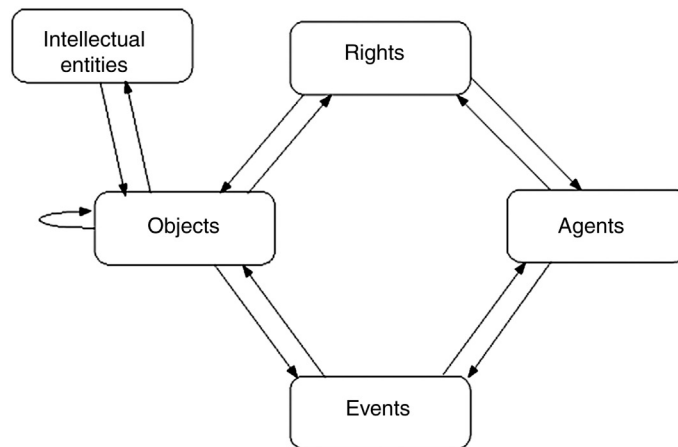 Intellectual
entities
Rights
Objects
Agents
Events